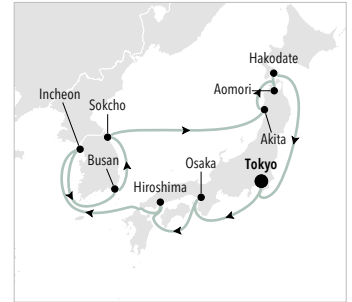 Hakodate
Aomori
Incheon
Sokcho
Akita
Busan
Osaka
Tokyo
Hiroshima